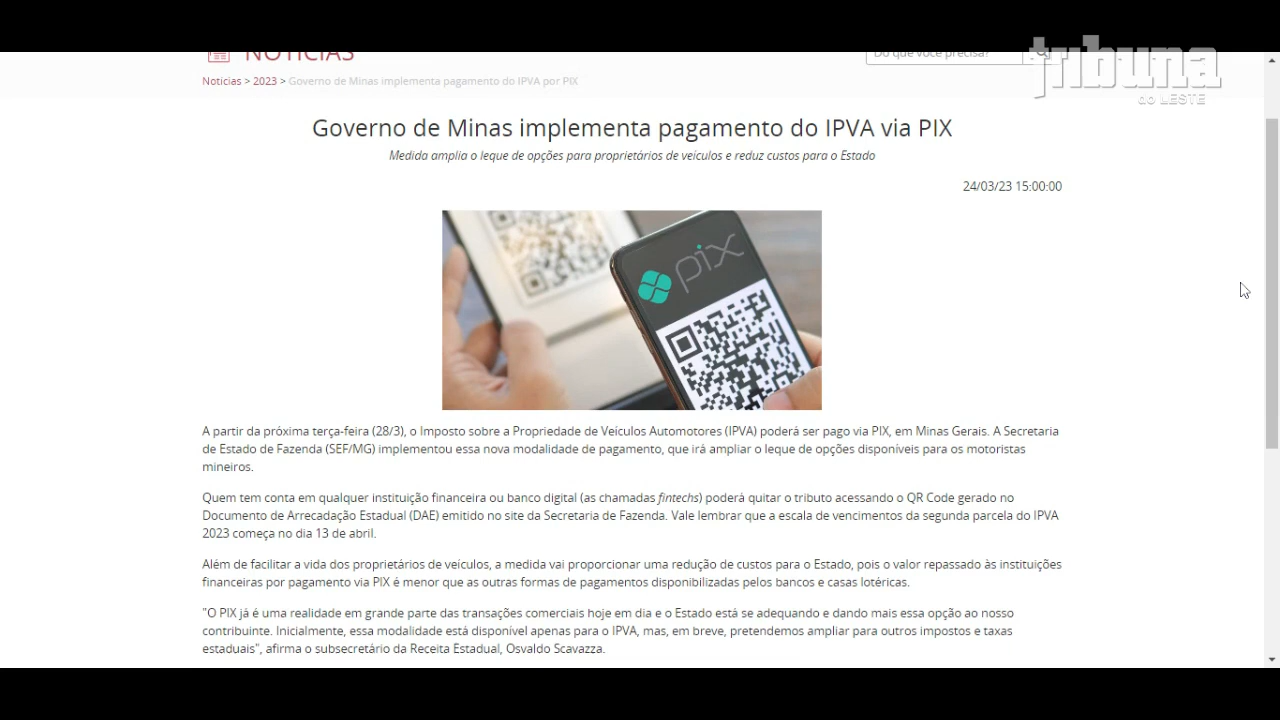 NOTÍCIAS
Do que você precisa?
tribuna
do LESTE
Notícias > 2023 > Governo de Minas implementa pagamento do IPVA por PIX
Governo de Minas implementa pagamento do IPVA via PIX
Medida amplia o leque de opções para proprietários de veículos e reduz custos para o Estado
24/03/23 15:00:00
pix
A partir da próxima terça-feira (28/3), o Imposto sobre a Propriedade de Veículos Automotores (IPVA) poderá ser pago via PIX, em Minas Gerais. A Secretaria
de Estado de Fazenda (SEF/MG) implementou essa nova modalidade de pagamento, que irá ampliar o leque de opções disponíveis para os motoristas
mineiros.
Quem tem conta em qualquer instituição financeira ou banco digital (as chamadas fintechs) poderá quitar o tributo acessando o QR Code gerado no
Documento de Arrecadação Estadual (DAE) emitido no site da Secretaria de Fazenda. Vale lembrar que a escala de vencimentos da segunda parcela do IPVA
2023 começa no dia 13 de abril.
Além de facilitar a vida dos proprietários de veículos, a medida vai proporcionar uma redução de custos para o Estado, pois o valor repassado às instituições
financeiras por pagamento via PIX é menor que as outras formas de pagamentos disponibilizadas pelos bancos e casas lotéricas.
"O PIX já é uma realidade em grande parte das transações comerciais hoje em dia e o Estado está se adequando e dando mais essa opção ao nosso
contribuinte. Inicialmente, essa modalidade está disponível apenas para o IPVA, mas, em breve, pretendemos ampliar para outros impostos e taxas
estaduais", afirma o subsecretário da Receita Estadual, Osvaldo Scavazza.